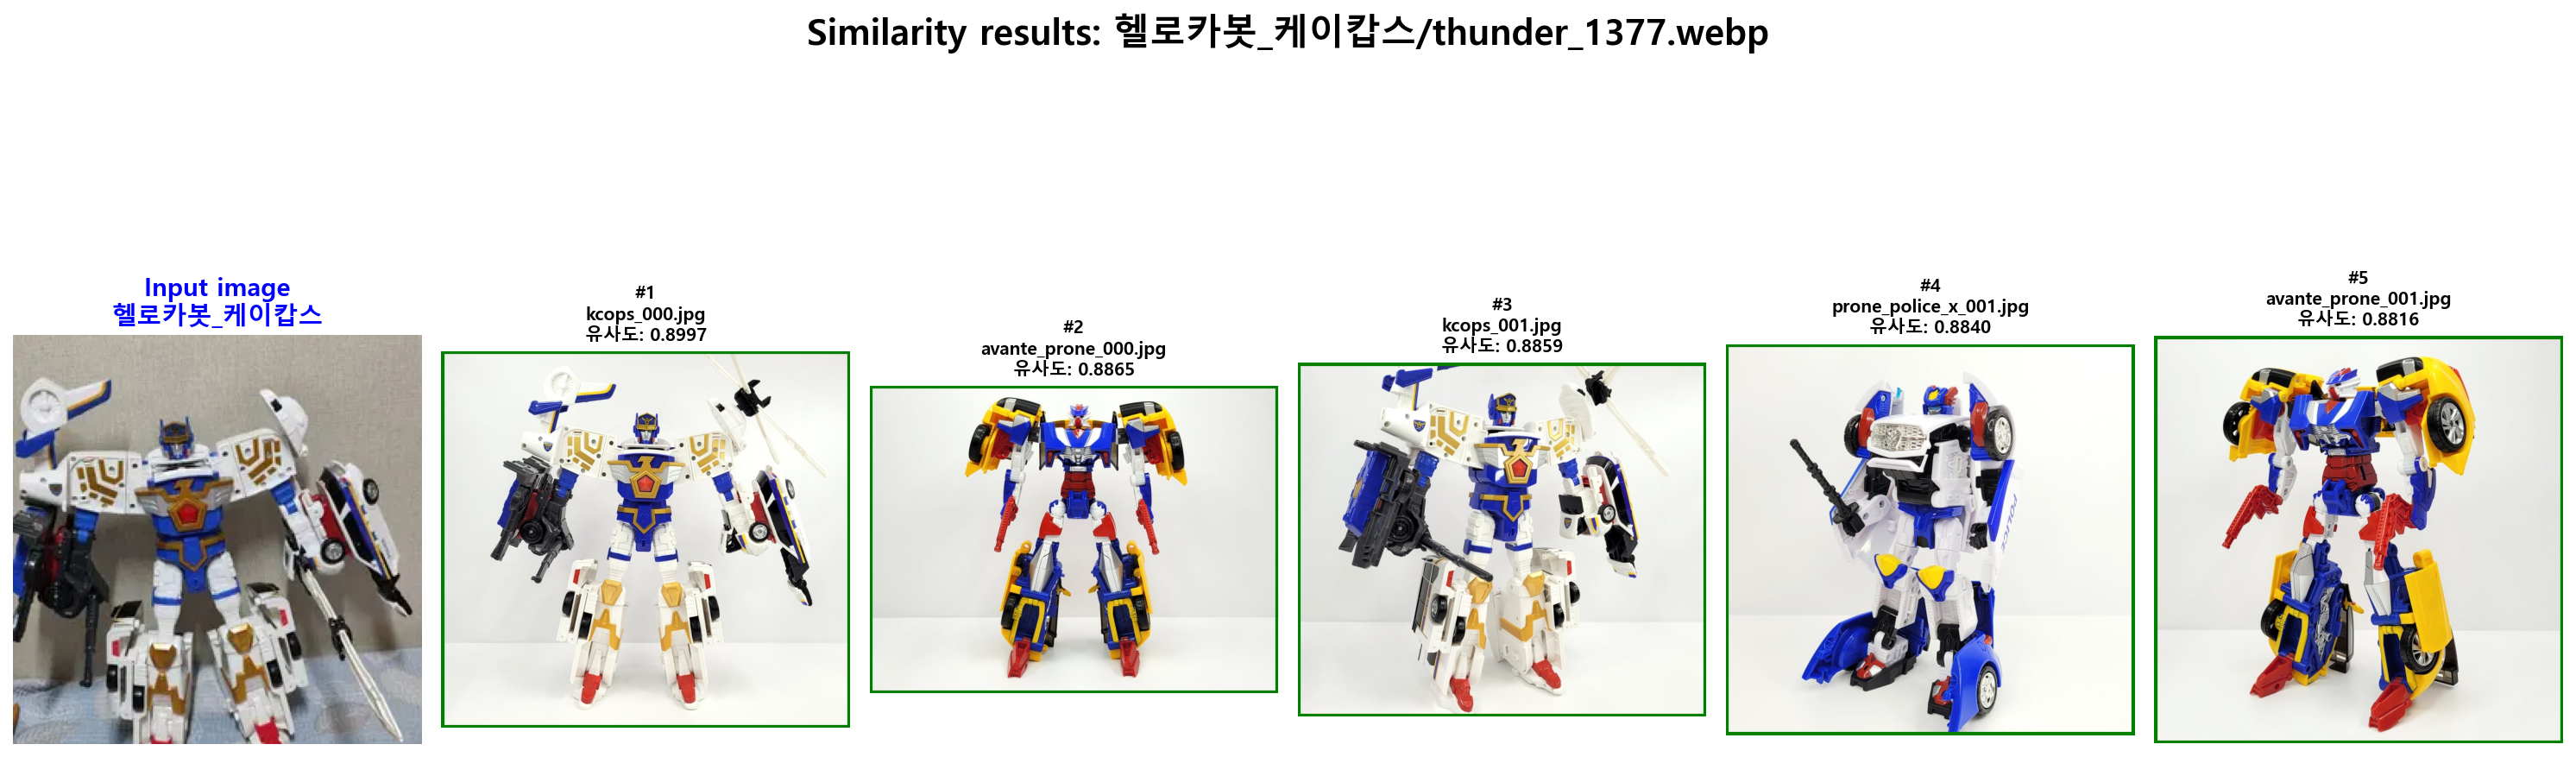 Similarity results: 헬로카봇_케이캅스/thunder_1377.webp
Input image
헬로카봇_케이캅스
#1
kcops_000.jpg
유사도: 0.8997
#2
avante_prone_000.jpg
유사도: 0.8865
#3
kcops_001.jpg
유사도: 0.8859
#4
prone_police_x_001.jpg
유사도: 0.8840
POLICE
#5
avante_prone_001.jpg
유사도: 0.8816